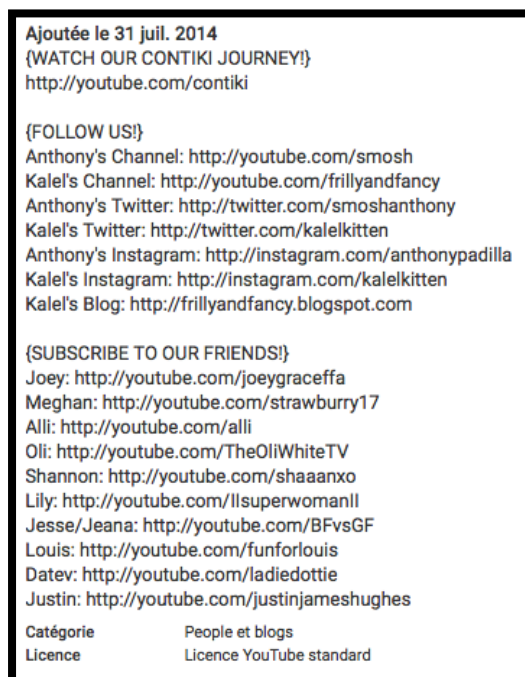 Ajoutée le 31 juil. 2014
{WATCH OUR CONTIKI JOURNEY!}
http://youtube.com/contiki
{FOLLOW US!}
Anthony's Channel: http://youtube.com/smosh
Kalel's Channel: http://youtube.com/frillyandfancy
Anthony's Twitter: http://twitter.com/smoshanthony
Kalel's Twitter: http://twitter.com/kalelkitten
Anthony's Instagram: http://instagram.com/anthonypadilla
Kalel's Instagram: http://instagram.com/kalelkitten
Kalel's Blog: http://frillyandfancy.blogspot.com
{SUBSCRIBE TO OUR FRIENDS!}
Joey: http://youtube.com/joeygraceffa
Meghan: http://youtube.com/strawburry17
Alli: http://youtube.com/alli
Oli: http://youtube.com/TheOliWhiteTV
Shannon: http://youtube.com/shaaanxo
Lily: http://youtube.com/IIsuperwomanII
Jesse/Jeana: http://youtube.com/BFvsGF
Louis: http://youtube.com/funforlouis
Datev: http://youtube.com/ladiedottie
Justin: http://youtube.com/justinjameshughes
Catégorie People et blogs
Licence Licence YouTube standard